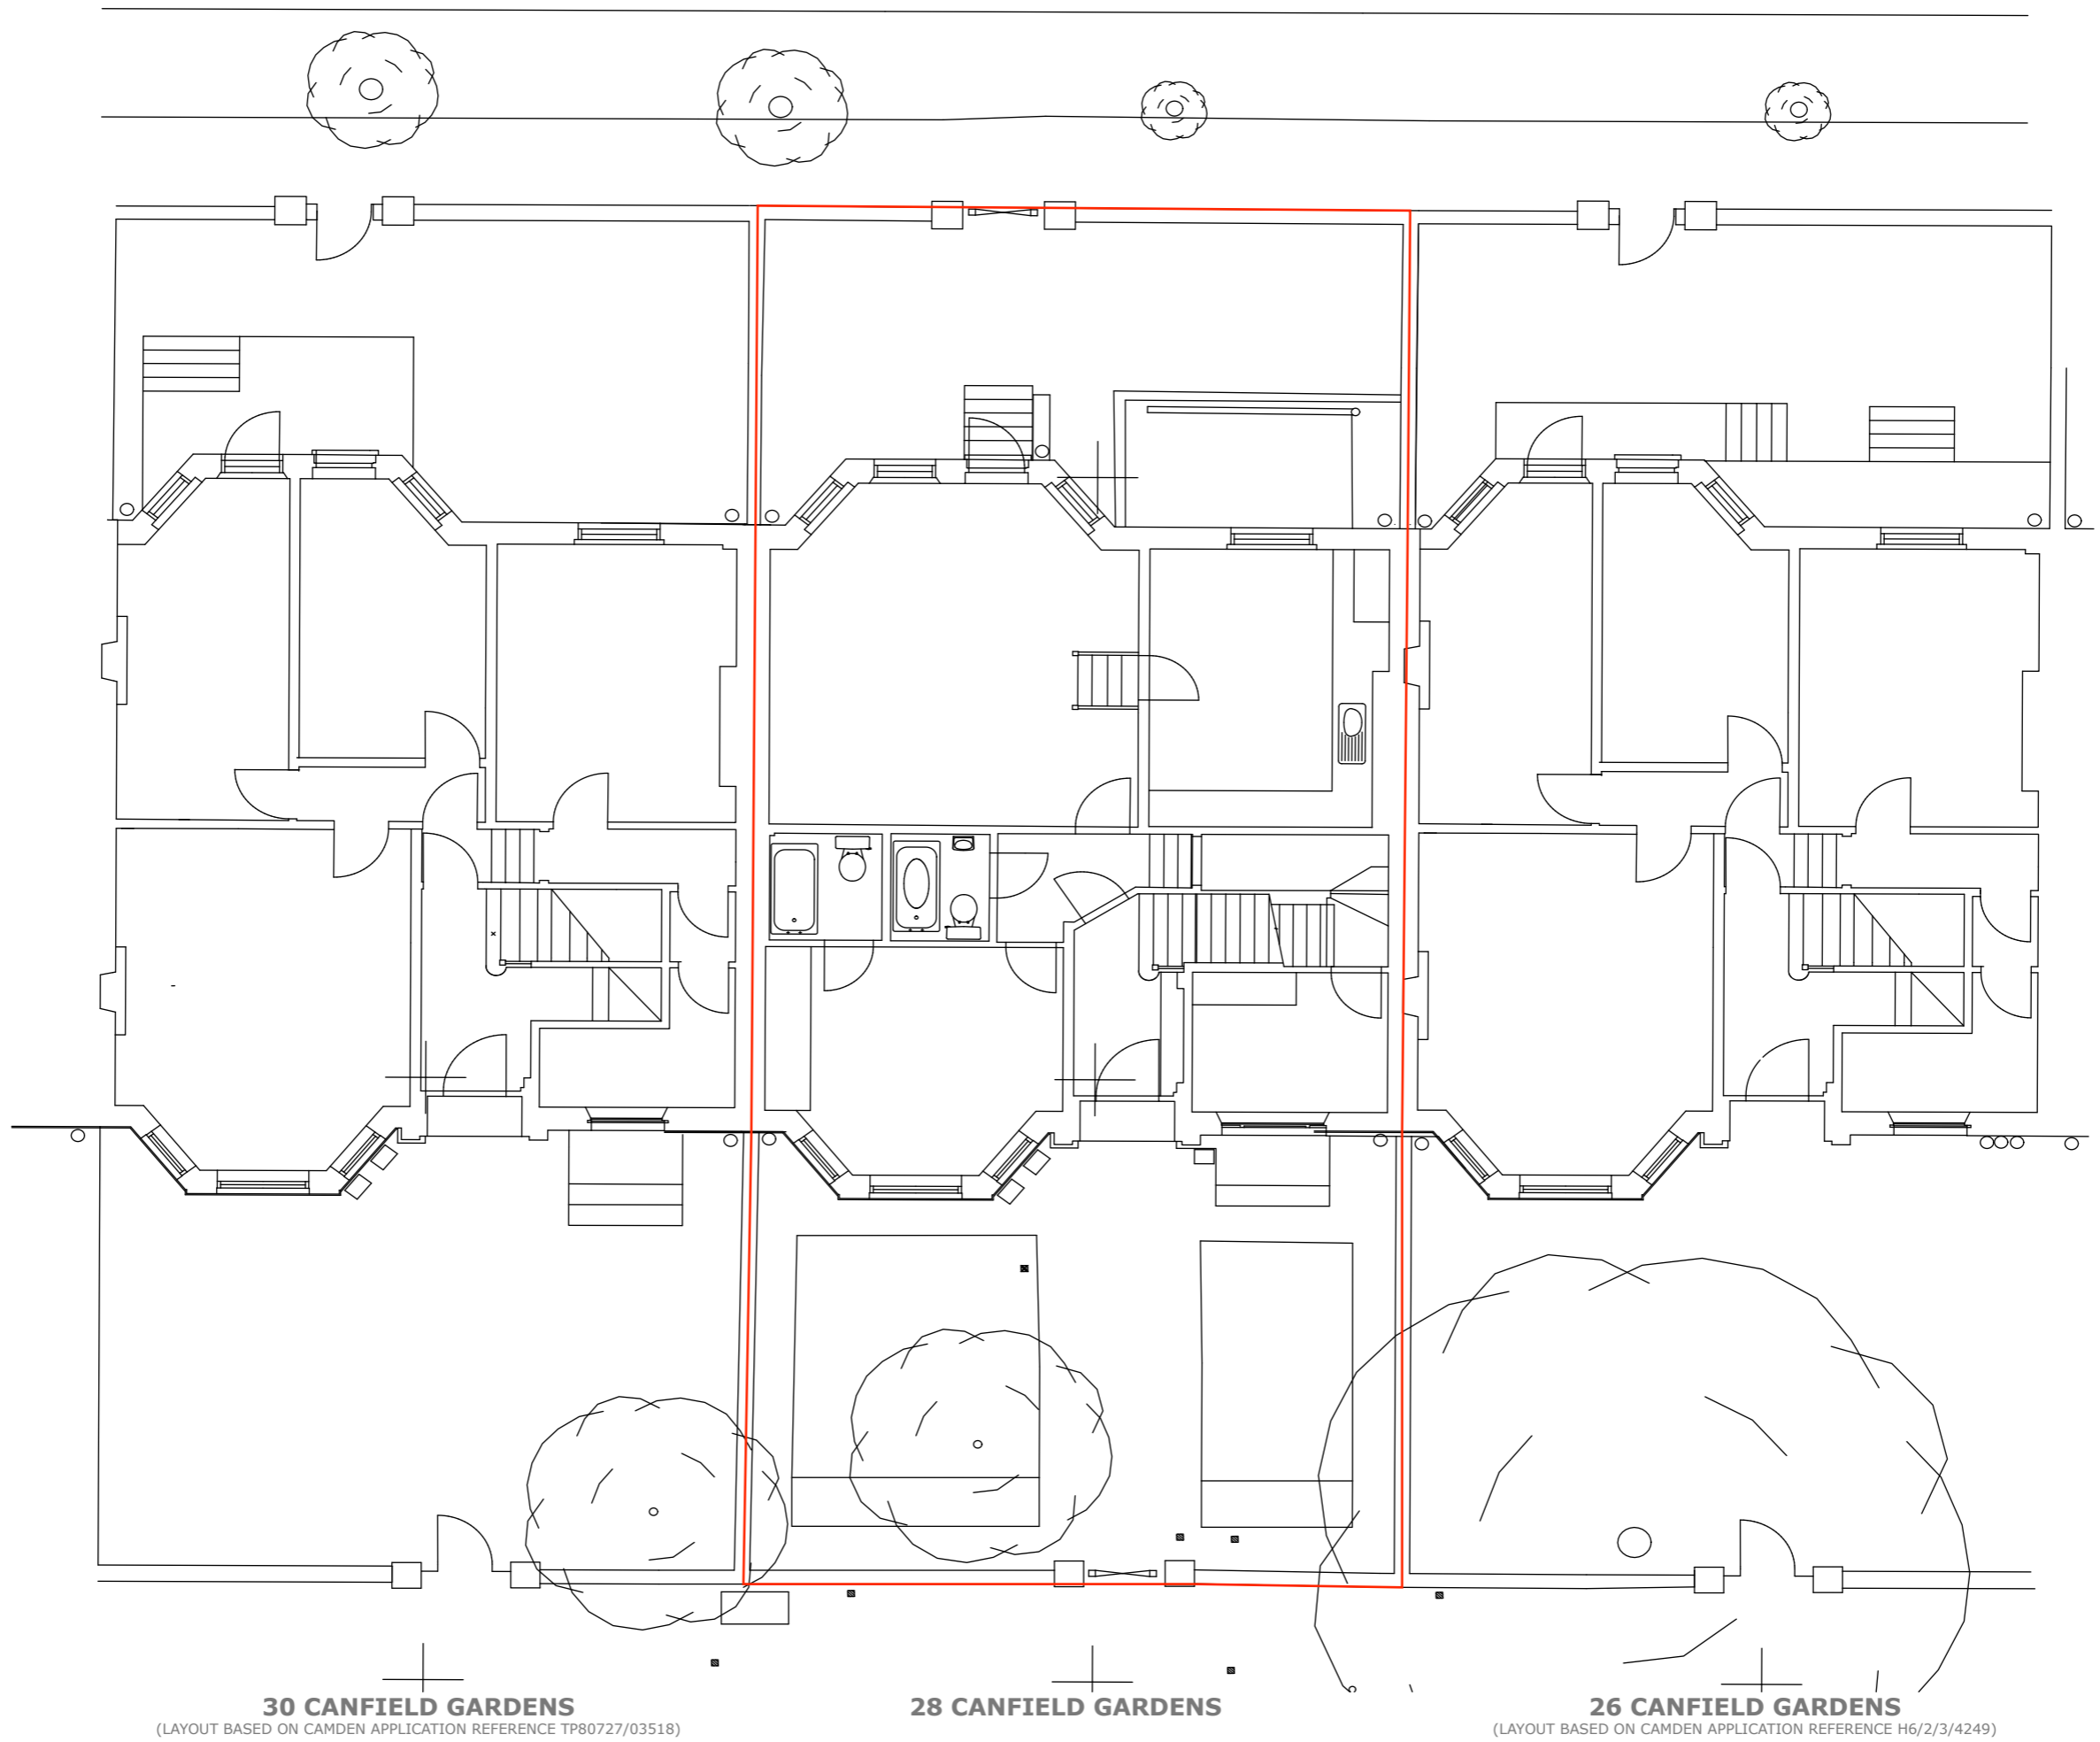 30 CANFIELD GARDENS
(LAYOUT BASED ON CAMDEN APPLICATION REFERENCE TP80727/03518)
28 CANFIELD GARDENS
26 CANFIELD GARDENS
(LAYOUT BASED ON CAMDEN APPLICATION REFERENCE H6/2/3/4249)